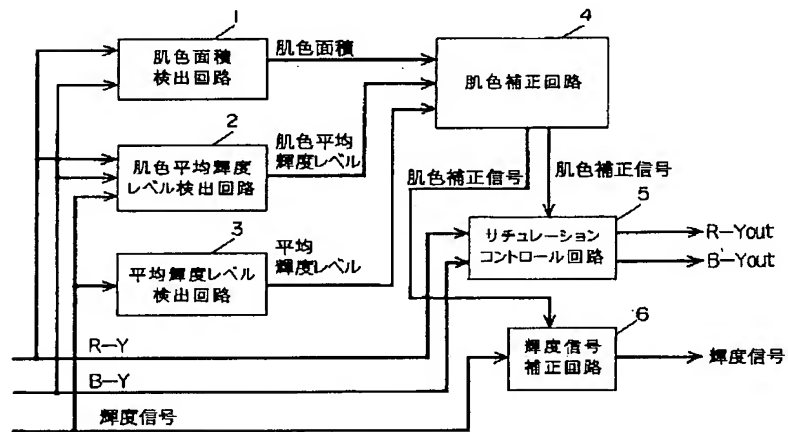 1
肌色面積
検出回路
肌色面積
4
肌色補正回路
2
肌色平均輝度
レベル検出回路
肌色平均
輝度レベル
肌色補正信号
肌色補正信号
3
平均輝度レベル
検出回路
平均
輝度レベル
5
リチュレーション
コントロール回路
R-Yout
B-Yout
R-Y
B-Y
輝度信号
6
輝度信号
補正回路
輝度信号